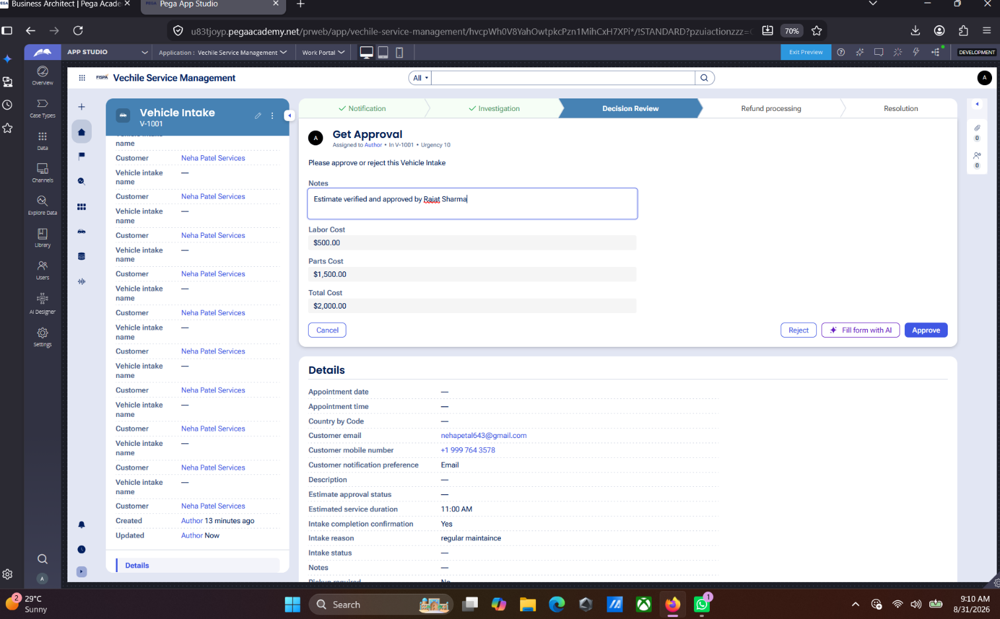 Business Architect | Pega Acade
Pega App Studio
u83tjoyp.pegaacademy.net/prweb/app/vechile-service-management/hvcpWh0V8YahOwtpkcPzn1MihCxH7XPi*/!STANDARD?pzuiactionzzz=
70%
APP STUDIO
Application : Vechile Service Management
Work Portal
Exit Preview
DEVELOPMENT
Overview
Case Types
Data
Channels
Explore Data
Library
Users
AI Designer
Settings
A
FISPA
Vechile Service Management
All
A
Vehicle Intake
V-1001
name
Customer Neha Patel Services
Vehicle intake name —
Customer Neha Patel Services
Vehicle intake name —
Customer Neha Patel Services
Vehicle intake name —
Customer Neha Patel Services
Vehicle intake name —
Customer Neha Patel Services
Vehicle intake name —
Customer Neha Patel Services
Vehicle intake name —
Customer Neha Patel Services
Vehicle intake name —
Customer Neha Patel Services
Vehicle intake name —
Customer Neha Patel Services
Vehicle intake name —
Customer Neha Patel Services
Created Author 13 minutes ago
Updated Author Now
Details
Notification
Investigation
Decision Review
Refund processing
Resolution
A
Get Approval
Assigned to Author • In V-1001 • Urgency 10
Please approve or reject this Vehicle Intake
Notes
Estimate verified and approved by Rajat Sharma
Labor Cost
$500.00
Parts Cost
$1,500.00
Total Cost
$2,000.00
Cancel
Reject
Fill form with AI
Approve
0
0
Details
Appointment date —
Appointment time —
Country by Code —
Customer email nehapetal643@gmail.com
Customer mobile number +1 999 764 3578
Customer notification preference Email
Description —
Estimate approval status —
Estimated service duration 11:00 AM
Intake completion confirmation Yes
Intake reason regular maintaince
Intake status —
Notes —
Pickup required No
2
29°C
Sunny
Search
1
9:10 AM
8/31/2026